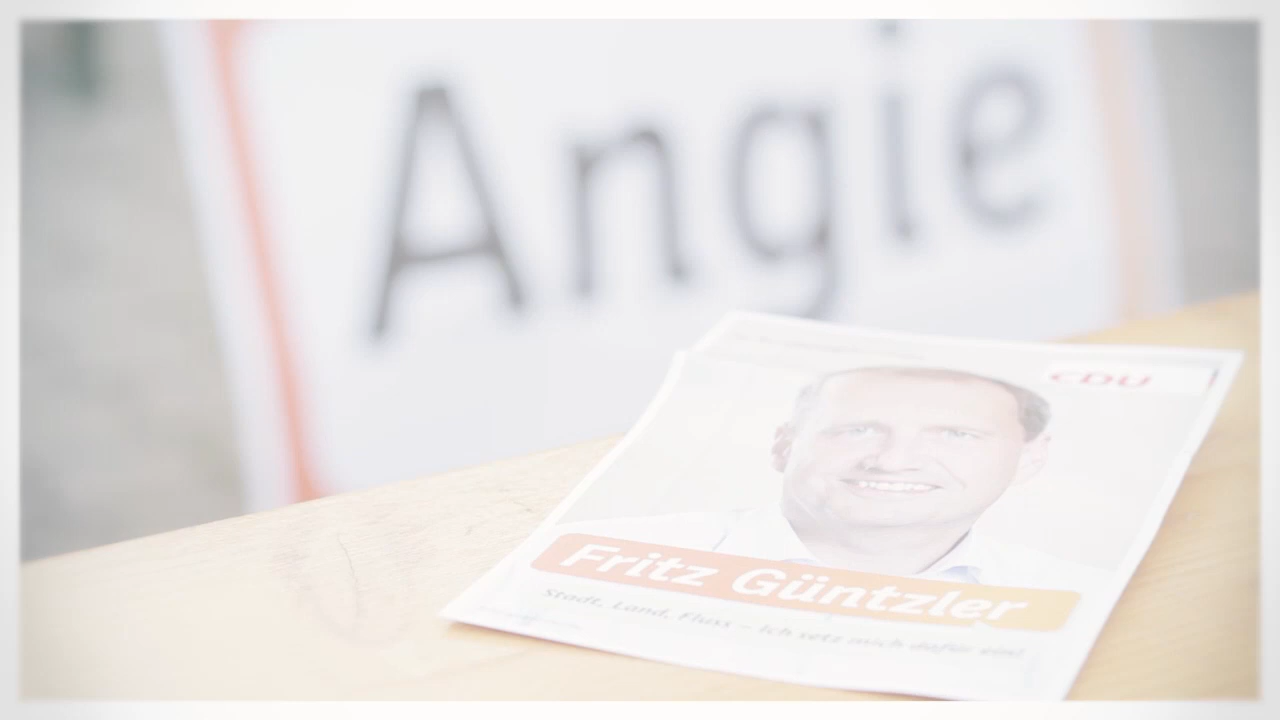 Angie
CDU
Fritz Güntzler
Stadt, Land, Fluss – Ich setz mich dafür ein!